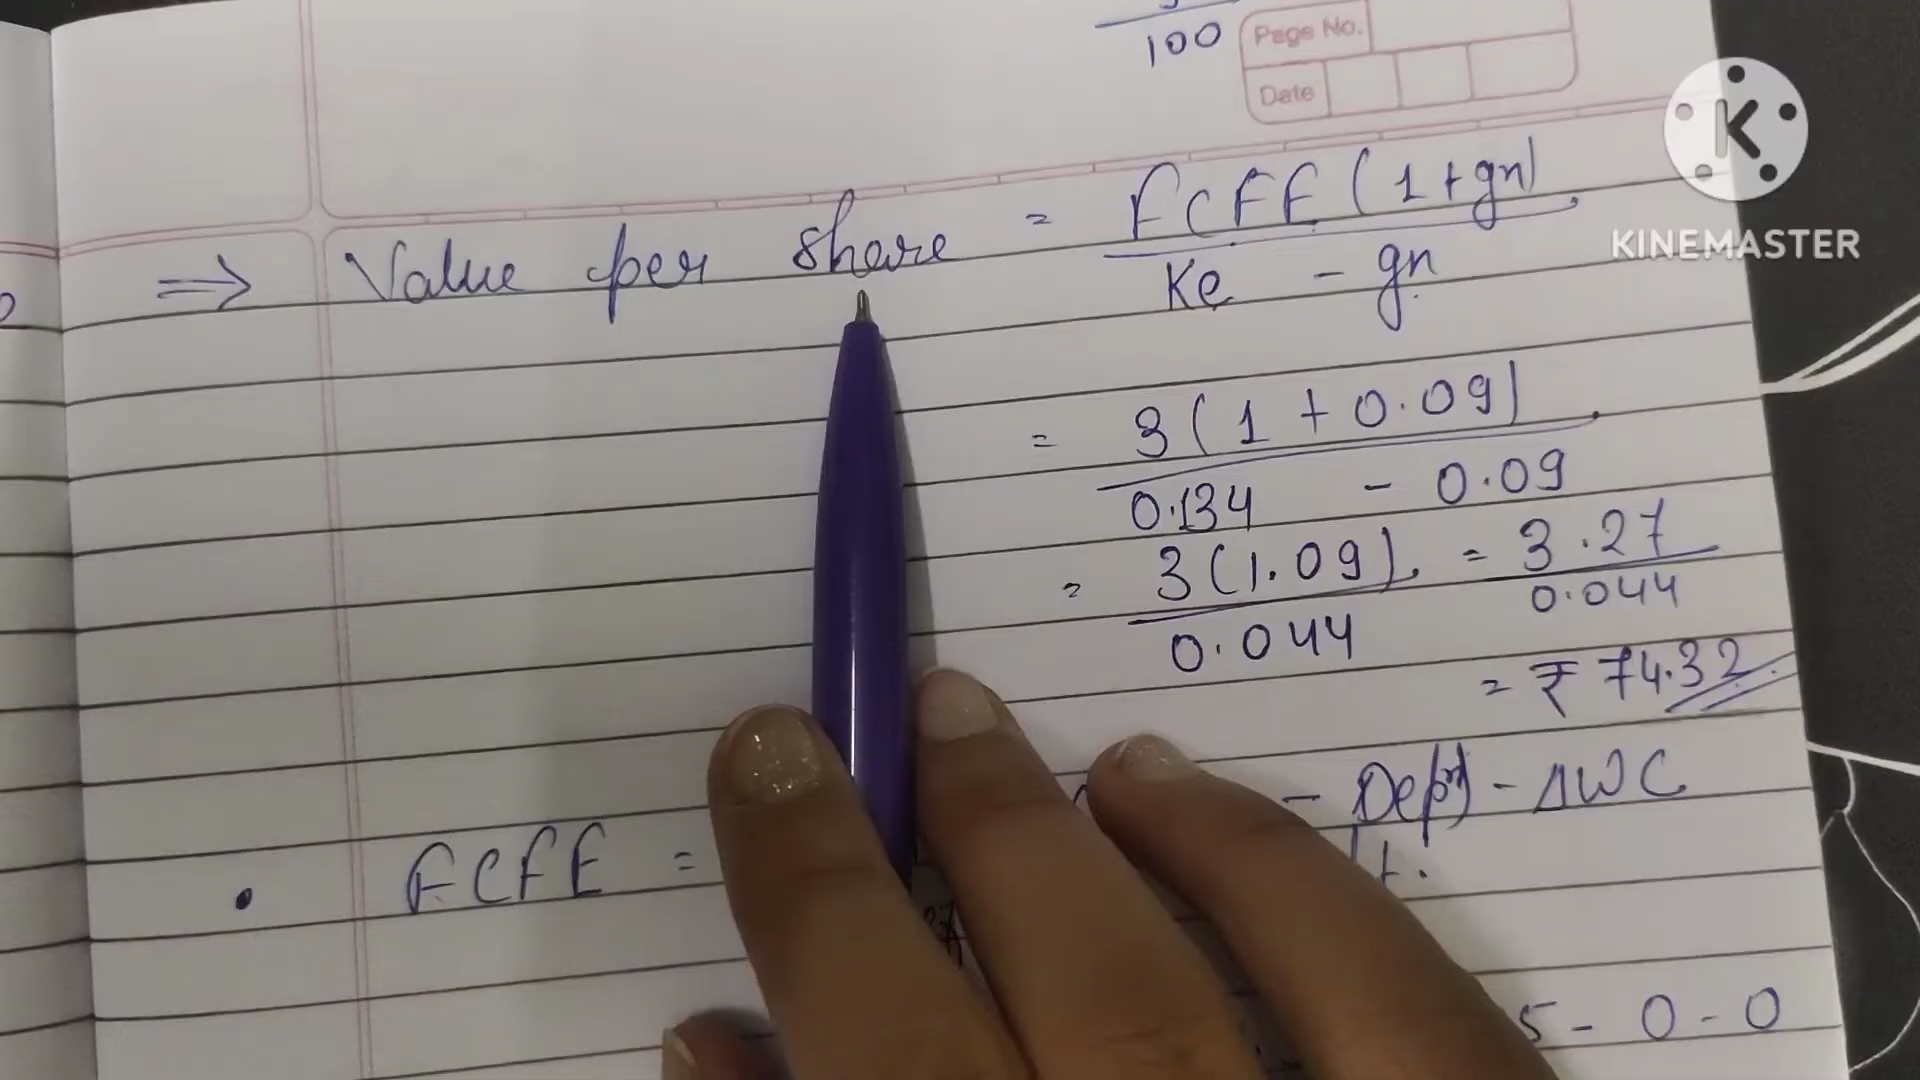 100
Page No.
Date
KINEMASTER
⇒ Value per share = FCFE (1+gn)
Ke - gn
= 3(1 + 0.09)
0.134 - 0.09
= 3(1.09) = 3.27
0.044 0.044
= ₹ 74.32
- Dep) - ΔWC
• FCFE =
5 - 0 - 0